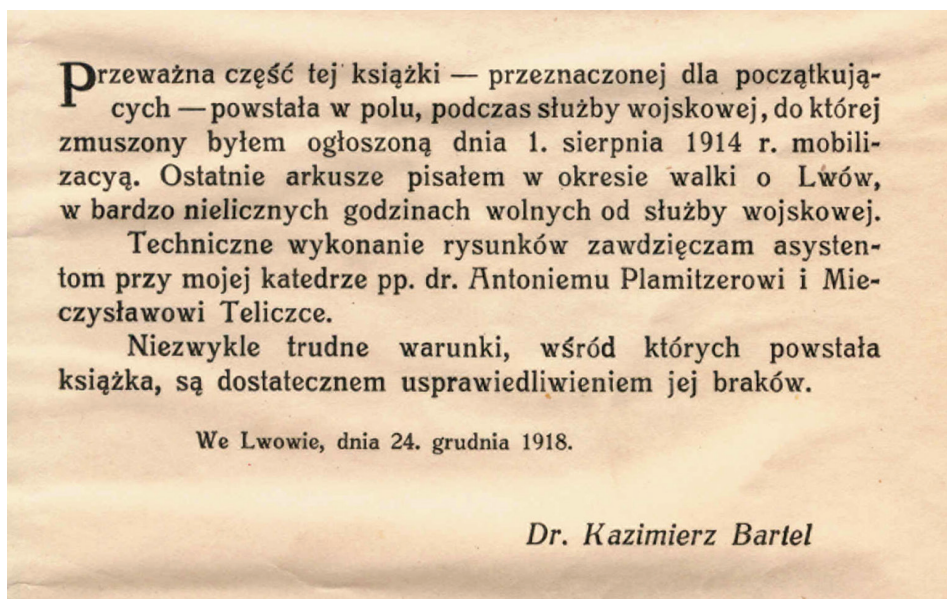 Przeważna część tej książki — przeznaczonej dla początkują-
cych — powstała w polu, podczas służby wojskowej, do której
zmuszony byłem ogłoszoną dnia 1. sierpnia 1914 r. mobili-
zacyą. Ostatnie arkusze pisałem w okresie walki o Lwów,
w bardzo nielicznych godzinach wolnych od służby wojskowej.
Techniczne wykonanie rysunków zawdzięczam asysten-
tom przy mojej katedrze pp. dr. Antoniemu Plamitzerowi i Mie-
czysławowi Teliczce.
Niezwykle trudne warunki, wśród których powstała
książka, są dostatecznem usprawiedliwieniem jej braków.
We Lwowie, dnia 24. grudnia 1918.
Dr. Kazimierz Bartel